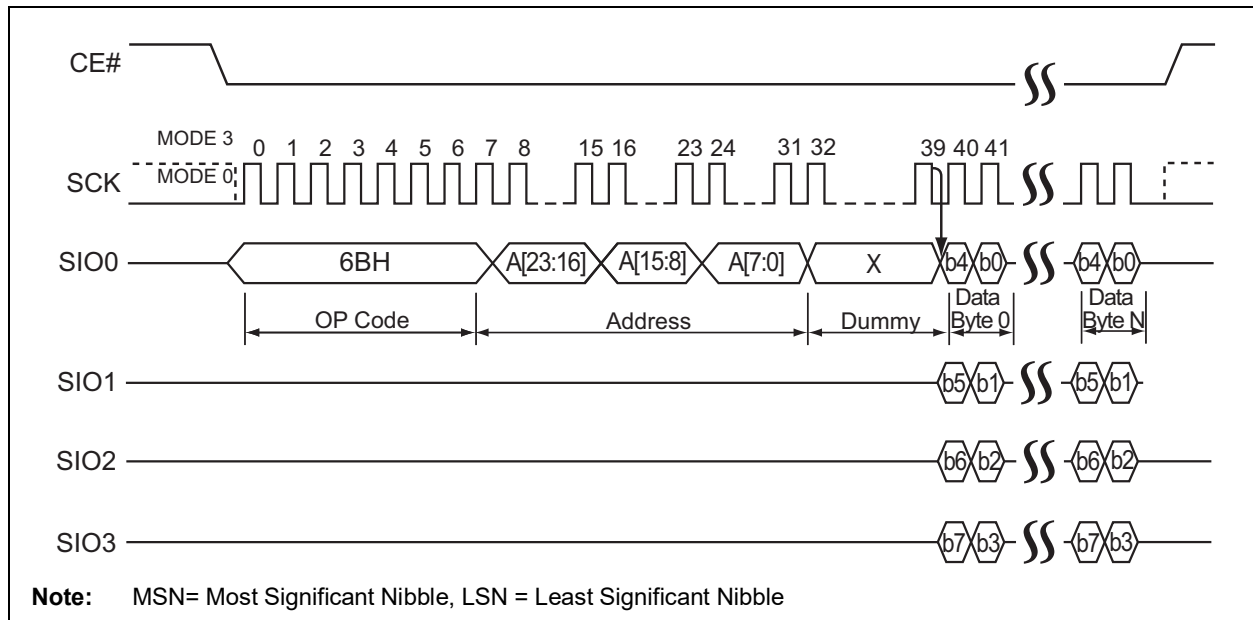 CE#
MODE 3
0 1 2 3 4 5 6 7 8 15 16 23 24 31 32 39 40 41
MODE 0
SCK
SIO0 6BH A[23:16] A[15:8] A[7:0] X b4 b0 b4 b0
OP Code Address Dummy Data Byte 0 Data Byte N
SIO1 b5 b1 b5 b1
SIO2 b6 b2 b6 b2
SIO3 b7 b3 b7 b3
Note: MSN= Most Significant Nibble, LSN = Least Significant Nibble